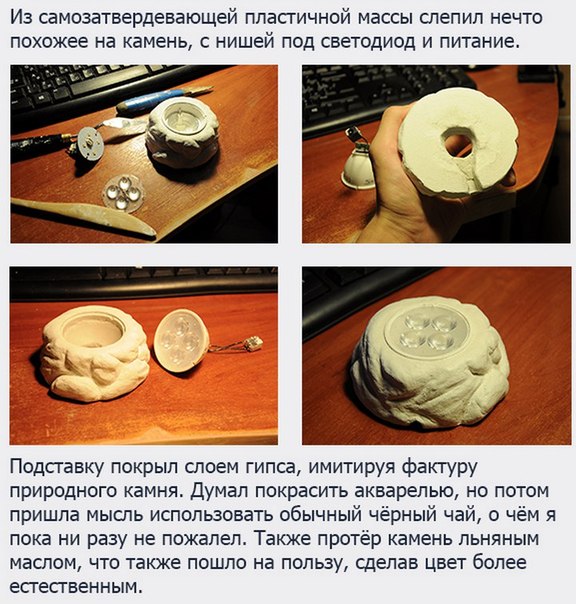 Из самозатвердевающей пластичной массы слепил нечто
похожее на камень, с нишей под светодиод и питание.
Подставку покрыл слоем гипса, имитируя фактуру
природного камня. Думал покрасить акварелью, но потом
пришла мысль использовать обычный чёрный чай, о чём я
пока ни разу не пожалел. Также протёр камень льняным
маслом, что также пошло на пользу, сделав цвет более
естественным.